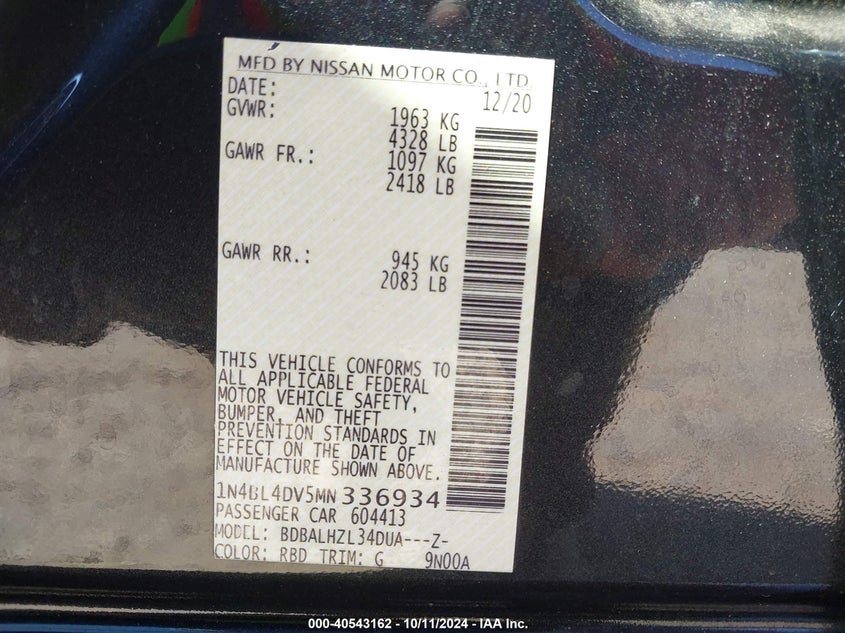 MFD BY NISSAN MOTOR CO., LTD.
DATE: 12/20
GVWR: 1963 KG
4328 LB
GAWR FR.: 1097 KG
2418 LB
GAWR RR.: 945 KG
2083 LB
THIS VEHICLE CONFORMS TO
ALL APPLICABLE FEDERAL
MOTOR VEHICLE SAFETY,
BUMPER, AND THEFT
PREVENTION STANDARDS IN
EFFECT ON THE DATE OF
MANUFACTURE SHOWN ABOVE.
1N4BL4DV5MN336934
PASSENGER CAR 604413
MODEL: BDBALHZL34DUA---Z-
COLOR: RBD TRIM: G 9N00A
000-40543162 - 10/11/2024 - IAA Inc.